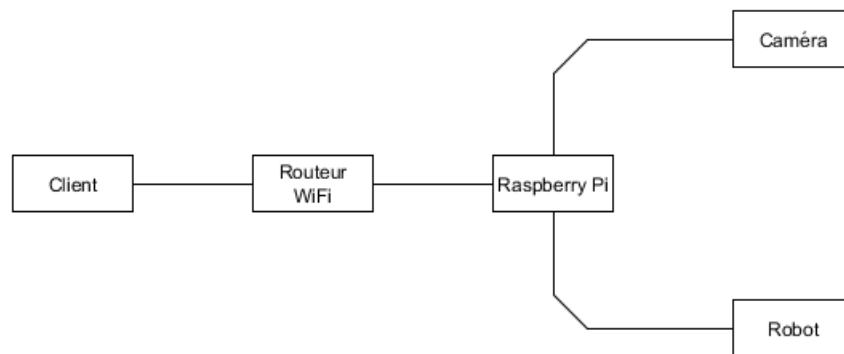 Caméra
Client
Routeur
WiFi
Raspberry Pi
Robot